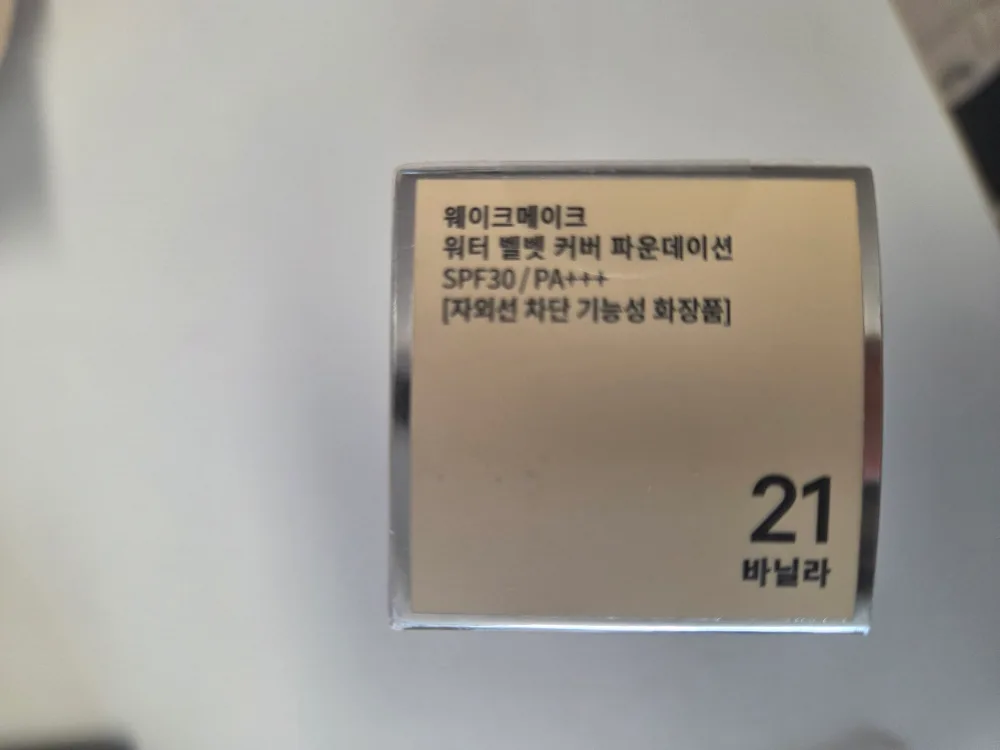 웨이크메이크
워터 벨벳 커버 파운데이션
SPF30/PA+++
[자외선 차단 기능성 화장품]
21
바닐라